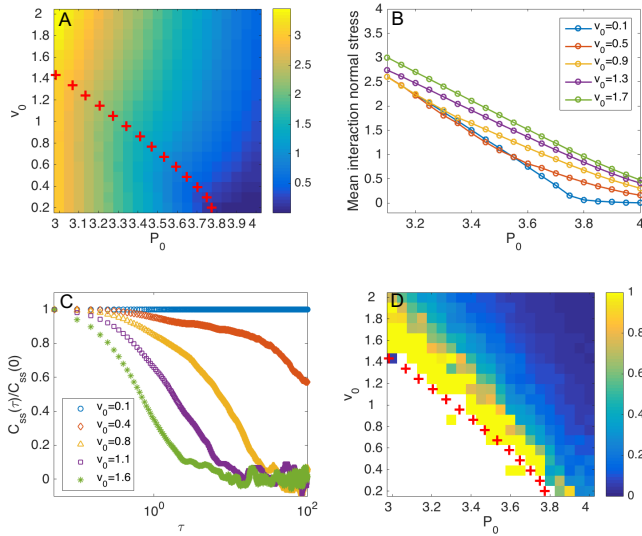 A
2
1.8
1.6
1.4
1.2
1
0.8
0.6
0.4
0.2
v0
3 3.1 3.2 3.3 3.4 3.5 3.6 3.7 3.8 3.9 4
P0
3
2.5
2
1.5
1
0.5
B
4
3.5
3
2.5
2
1.5
1
0.5
0
Mean interaction normal stress
3.2 3.4 3.6 3.8 4
P0
v0=0.1
v0=0.5
v0=0.9
v0=1.3
v0=1.7
C
1
0.8
0.6
0.4
0.2
0
Css(τ)/Css(0)
10^0 10^2
τ
v0=0.1
v0=0.4
v0=0.8
v0=1.1
v0=1.6
D
2
1.8
1.6
1.4
1.2
1
0.8
0.6
0.4
0.2
v0
3 3.2 3.4 3.6 3.8 4
P0
1
0.8
0.6
0.4
0.2
0